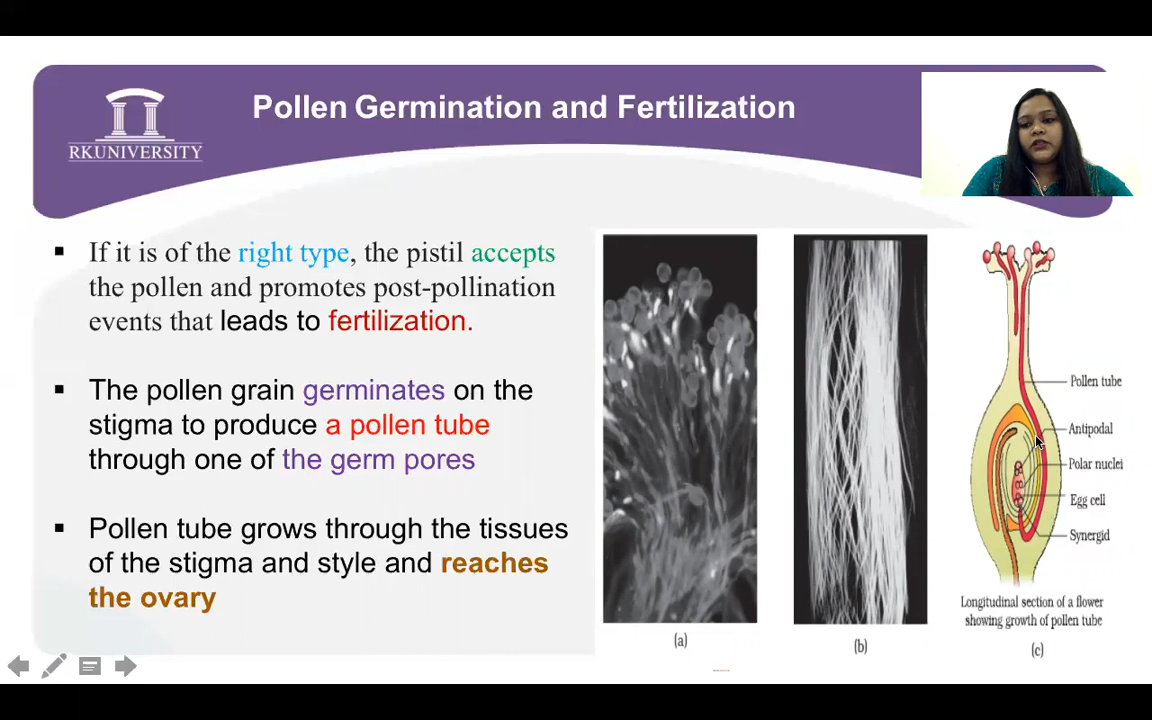 Pollen Germination and Fertilization
RKUNIVERSITY
▪ If it is of the right type, the pistil accepts
the pollen and promotes post-pollination
events that leads to fertilization.
▪ The pollen grain germinates on the
stigma to produce a pollen tube
through one of the germ pores
▪ Pollen tube grows through the tissues
of the stigma and style and reaches
the ovary
Pollen tube
Antipodal
Polar nuclei
Egg cell
Synergid
Longitudinal section of a flower
showing growth of pollen tube
(a)
(b)
(c)